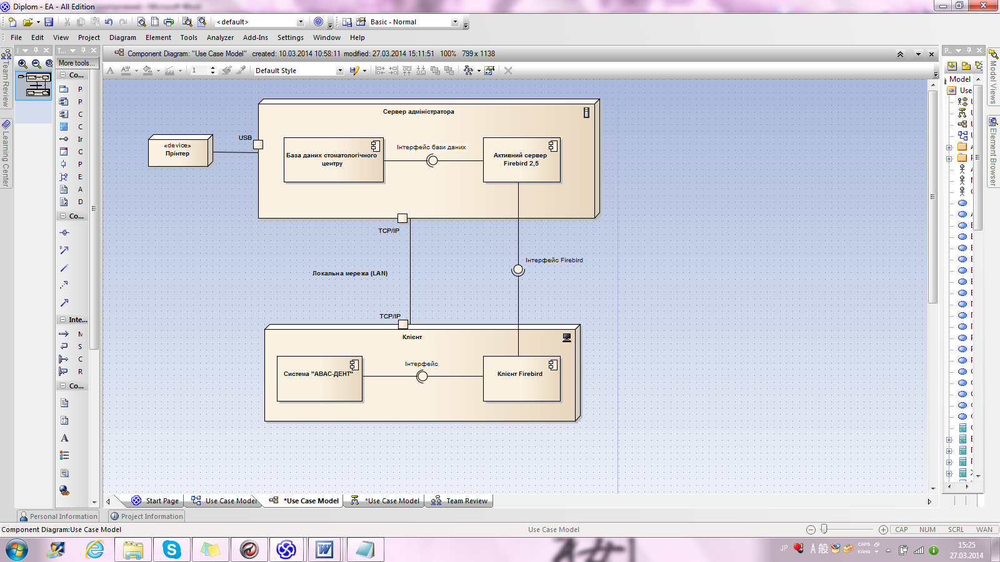 Diplom - EA - All Edition
<default>
Basic - Normal
File Edit View Project Diagram Element Tools Analyzer Add-Ins Settings Window Help
Component Diagram: "Use Case Model" created: 10.03.2014 10:58:11 modified: 27.03.2014 15:11:51 100% 799 x 1138
More tools...
1
Default Style
Team Review
Learning Center
Co...
P
P
C
C
Ir
C
P
E
A
D
Co...
Inte...
M
S
C
R
Co...
Сервер адміністратора
USB
«device»
Прінтер
База даних стоматологічного
центру
Інтерфейс бази даних
Активний сервер
Firebird 2,5
TCP/IP
Інтерфейс Firebird
Локальна мережа (LAN)
TCP/IP
Клієнт
Система "АВАС-ДЕНТ"
Інтерфейс
Клієнт Firebird
Model
Use
Model Views
Element Browser
Start Page
Use Case Model
*Use Case Model
*Use Case Model
Team Review
Personal Information
Project Information
Component Diagram:Use Case Model
Use Case Model
CAP NUM SCRL WAN
JP
A 般
CAPS
KANA
15:25
27.03.2014